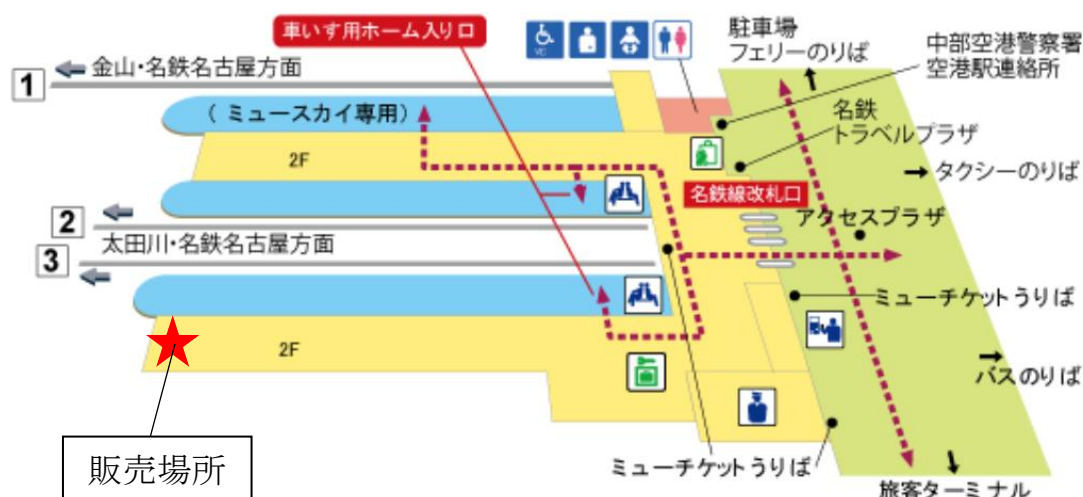 車いす用ホーム入り口
駐車場
フェリーのりば
中部空港警察署
空港駅連絡所
1
金山・名鉄名古屋方面
(ミュースカイ専用)
名鉄
トラベルプラザ
2F
タクシーのりば
名鉄線改札口
2
アクセスプラザ
太田川・名鉄名古屋方面
3
ミューチケットうりば
2F
バスのりば
販売場所
ミューチケットうりば
旅客ターミナル